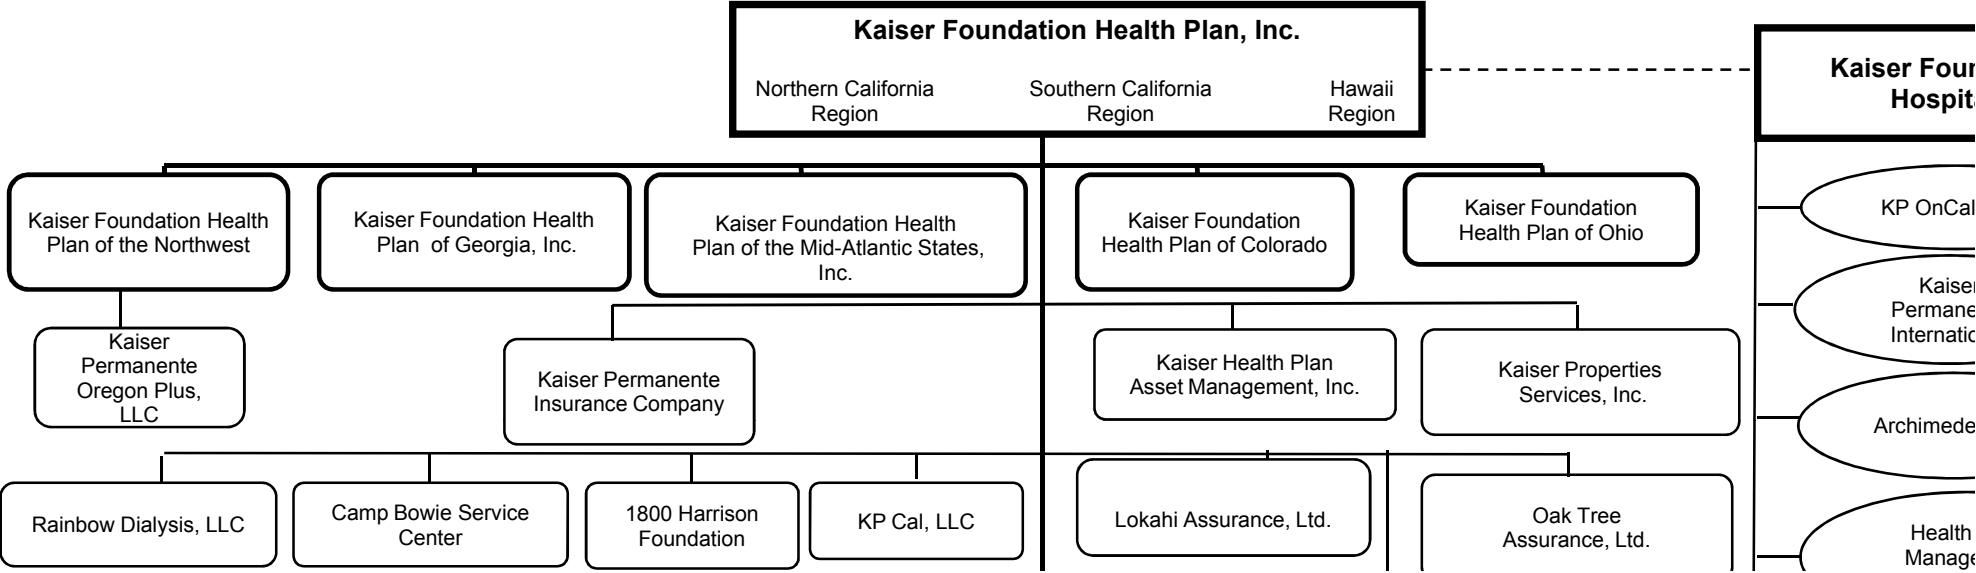 Kaiser Foundation Health Plan, Inc.
Northern California
Region
Southern California
Region
Hawaii
Region
Kaiser Foundation Health
Plan of the Northwest
Kaiser Foundation Health
Plan of Georgia, Inc.
Kaiser Foundation Health
Plan of the Mid-Atlantic States,
Inc.
Kaiser Foundation
Health Plan of Colorado
Kaiser Foundation
Health Plan of Ohio
Kaiser
Permanente
Oregon Plus,
LLC
Kaiser Permanente
Insurance Company
Kaiser Health Plan
Asset Management, Inc.
Kaiser Properties
Services, Inc.
Rainbow Dialysis, LLC
Camp Bowie Service
Center
1800 Harrison
Foundation
KP Cal, LLC
Lokahi Assurance, Ltd.
Oak Tree
Assurance, Ltd.
Kaiser
KP
Kaiser
Health